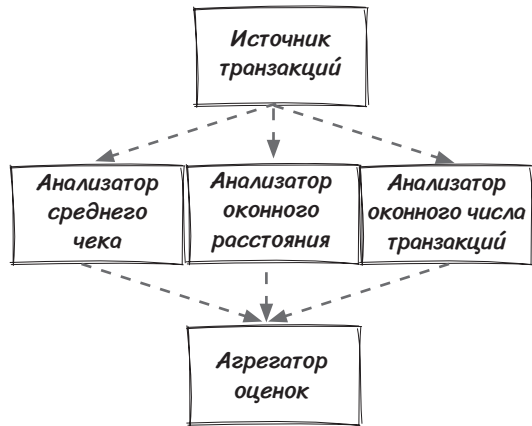 Источник
транзакций
Анализатор
среднего
чека
Анализатор
оконного
расстояния
Анализатор
оконного числа
транзакций
Агрегатор
оценок